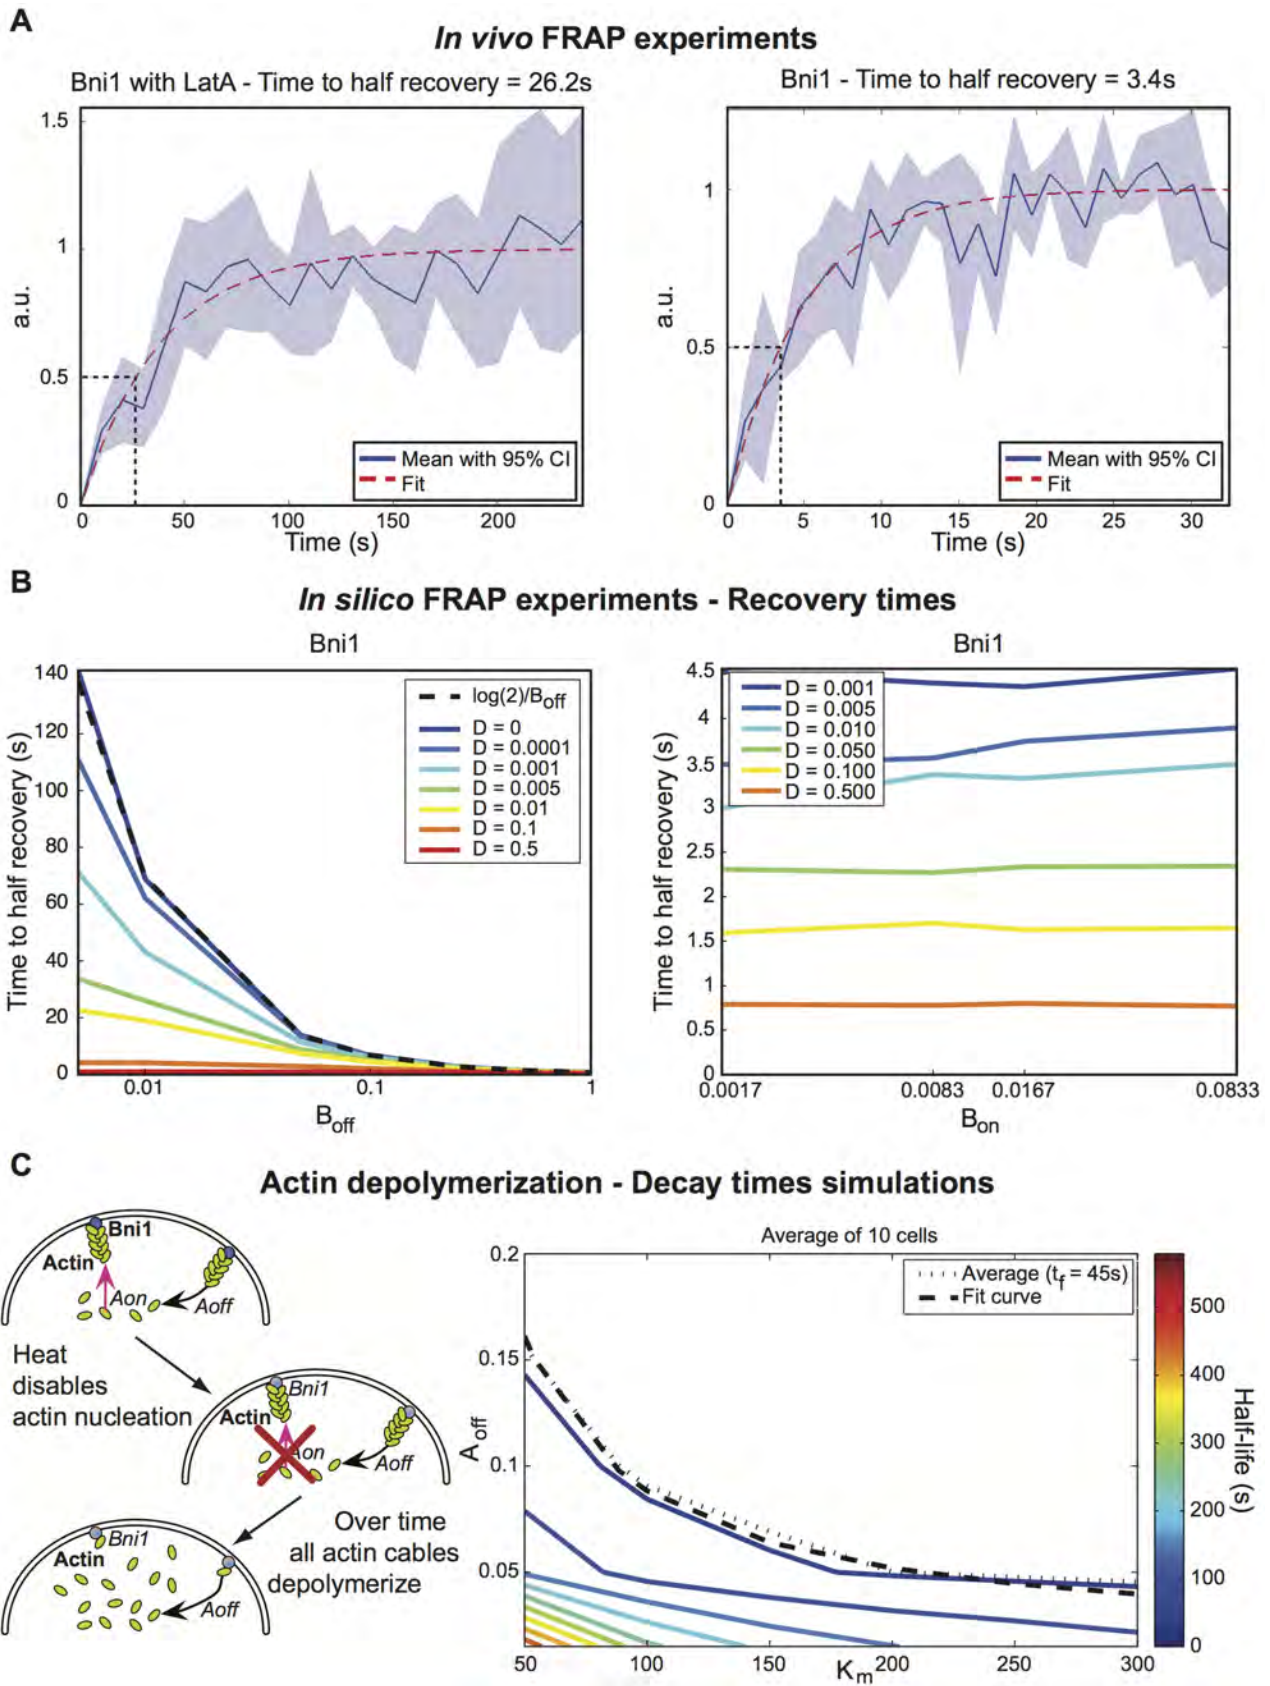 A
In vivo FRAP experiments
Bni1 with LatA - Time to half recovery = 26.2s
1.5
1
0.5
0
a.u.
Mean with 95% CI
Fit
0 50 100 150 200
Time (s)
Bni1 - Time to half recovery = 3.4s
1
0.5
0
a.u.
Mean with 95% CI
Fit
0 5 10 15 20 25 30
Time (s)
B
In silico FRAP experiments - Recovery times
Bni1
140
120
100
80
60
40
20
0
Time to half recovery (s)
log(2)/Boff
D = 0
D = 0.0001
D = 0.001
D = 0.005
D = 0.01
D = 0.1
D = 0.5
0.01 0.1 1
Boff
Bni1
4.5
4
3.5
3
2.5
2
1.5
1
0.5
0
Time to half recovery (s)
D = 0.001
D = 0.005
D = 0.010
D = 0.050
D = 0.100
D = 0.500
0.0017 0.0083 0.0167 0.0833
Bon
C
Actin depolymerization - Decay times simulations
Bni1
Actin
Aon
Aoff
Heat
disables
actin nucleation
Bni1
Actin
Aon
Aoff
Over time
all actin cables
depolymerize
Bni1
Actin
Aoff
Average of 10 cells
0.2
0.15
0.1
0.05
Aoff
Average (tf = 45s)
Fit curve
50 100 150 200 250 300
Km
500
400
300
200
100
0
Half-life (s)